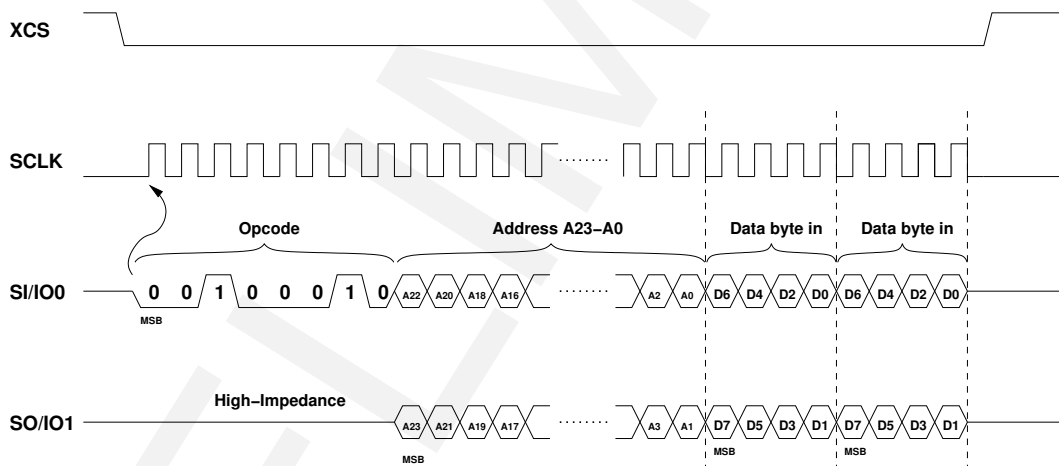 XCS
SCLK
Opcode Address A23−A0 Data byte in Data byte in
SI/IO0 0 0 1 0 0 0 1 0 A22 A20 A18 A16 A2 A0 D6 D4 D2 D0 D6 D4 D2 D0
MSB
High−Impedance
SO/IO1 A23 A21 A19 A17 A3 A1 D7 D5 D3 D1 D7 D5 D3 D1
MSB MSB MSB